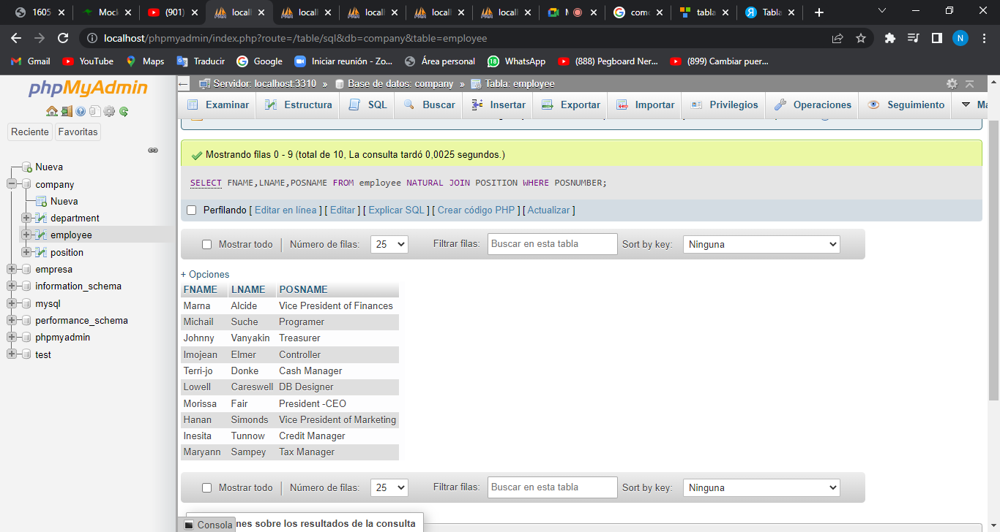 1605
Mock
(901)
locall
locall
locall
locall
locall
com
tabla
Tabla
localhost/phpmyadmin/index.php?route=/table/sql&db=company&table=employee
N
Gmail
YouTube
Maps
Traducir
Google
Iniciar reunión - Zo...
Área personal
18
WhatsApp
(888) Pegboard Ner...
(899) Cambiar puer...
phpMyAdmin
Reciente
Favoritas
Nueva
company
Nueva
department
employee
position
empresa
information_schema
mysql
performance_schema
phpmyadmin
test
Servidor: localhost:3310 » Base de datos: company » Tabla: employee
Examinar
Estructura
SQL
Buscar
Insertar
Exportar
Importar
Privilegios
Operaciones
Seguimiento
Má
Mostrando filas 0 - 9 (total de 10, La consulta tardó 0,0025 segundos.)
SELECT FNAME,LNAME,POSNAME FROM employee NATURAL JOIN POSITION WHERE POSNUMBER;
Perfilando [ Editar en línea ] [ Editar ] [ Explicar SQL ] [ Crear código PHP ] [ Actualizar ]
Mostrar todo | Número de filas: 25 Filtrar filas: Buscar en esta tabla Sort by key: Ninguna
+ Opciones
FNAME LNAME POSNAME
Marna Alcide Vice President of Finances
Michail Suche Programer
Johnny Vanyakin Treasurer
Imojean Elmer Controller
Terri-jo Donke Cash Manager
Lowell Careswell DB Designer
Morissa Fair President -CEO
Hanan Simonds Vice President of Marketing
Inesita Tunnow Credit Manager
Maryann Sampey Tax Manager
Mostrar todo | Número de filas: 25 Filtrar filas: Buscar en esta tabla Sort by key: Ninguna
Consola
nes sobre los resultados de la consulta